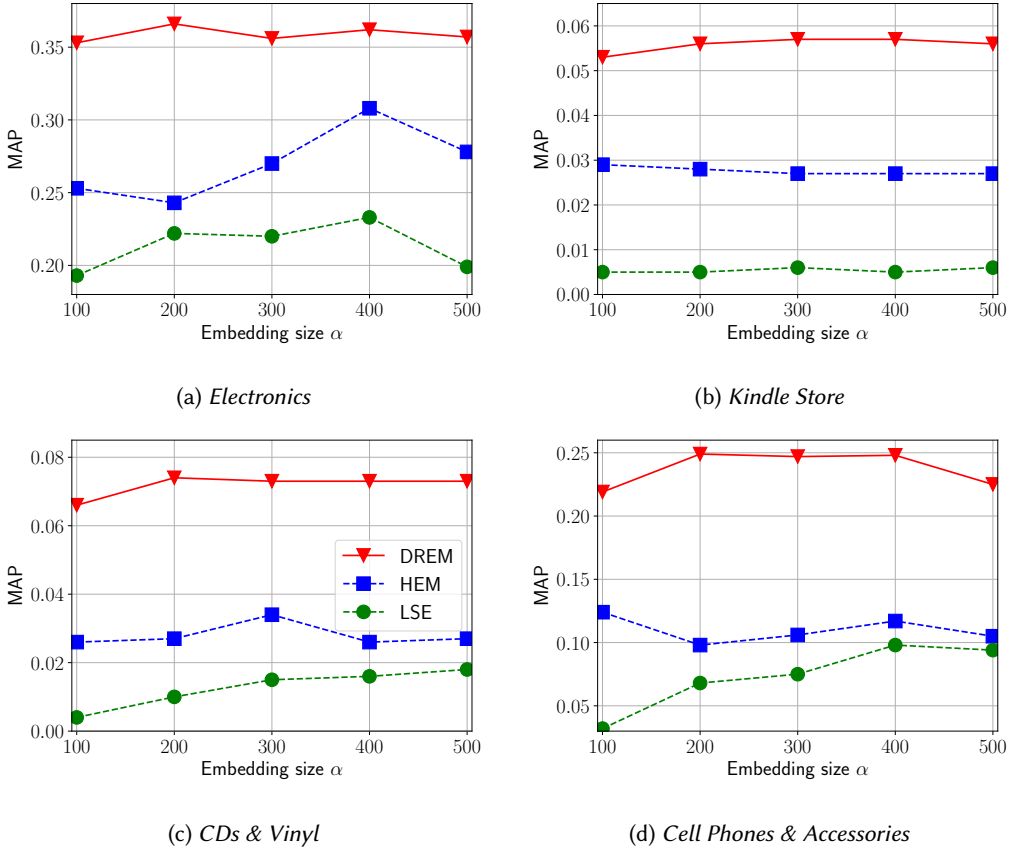 0.35
0.30
0.25
0.20
MAP
100 200 300 400 500
Embedding size α
(a) Electronics
0.06
0.05
0.04
0.03
0.02
0.01
0.00
MAP
100 200 300 400 500
Embedding size α
(b) Kindle Store
0.08
0.06
0.04
0.02
0.00
MAP
DREM
HEM
LSE
100 200 300 400 500
Embedding size α
(c) CDs & Vinyl
0.25
0.20
0.15
0.10
0.05
MAP
100 200 300 400 500
Embedding size α
(d) Cell Phones & Accessories